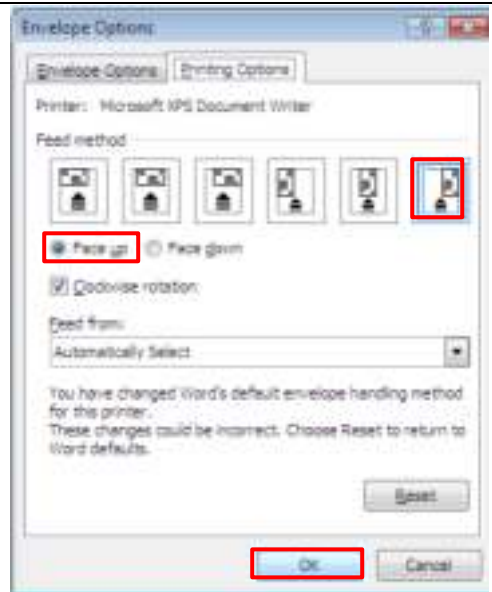 Envelope Options
Envelope Options Printing Options
Printer: Microsoft XPS Document Writer
Feed method
Face up Face down
Clockwise rotation
Feed from:
Automatically Select
You have changed Word's default envelope handling method
for this printer.
These changes could be incorrect. Choose Reset to return to
Word defaults.
Reset
OK Cancel